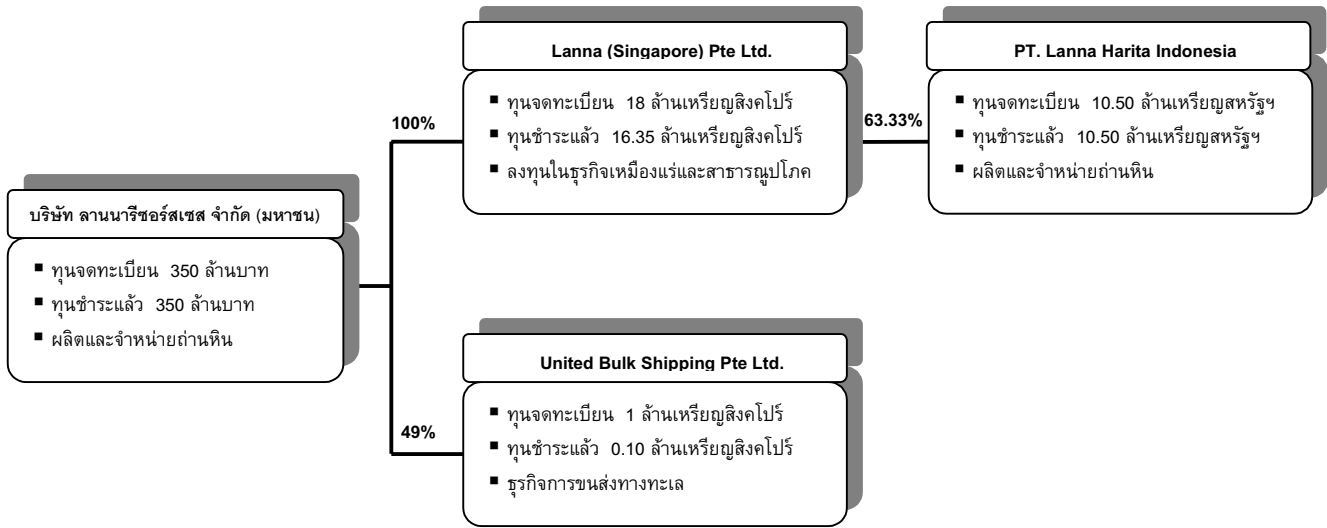 บริษัท ลานนารีซอร์สเซส จำกัด (มหาชน)
■ ทุนจดทะเบียน 350 ล้านบาท
■ ทุนชำระแล้ว 350 ล้านบาท
■ ผลิตและจำหน่ายถ่านหิน
100%
Lanna (Singapore) Pte Ltd.
■ ทุนจดทะเบียน 18 ล้านเหรียญสิงคโปร์
■ ทุนชำระแล้ว 16.35 ล้านเหรียญสิงคโปร์
■ ลงทุนในธุรกิจเหมืองแร่และสาธารณูปโภค
63.33%
PT. Lanna Harita Indonesia
■ ทุนจดทะเบียน 10.50 ล้านเหรียญสหรัฐฯ
■ ทุนชำระแล้ว 10.50 ล้านเหรียญสหรัฐฯ
■ ผลิตและจำหน่ายถ่านหิน
49%
United Bulk Shipping Pte Ltd.
■ ทุนจดทะเบียน 1 ล้านเหรียญสิงคโปร์
■ ทุนชำระแล้ว 0.10 ล้านเหรียญสิงคโปร์
■ ธุรกิจการขนส่งทางทะเล